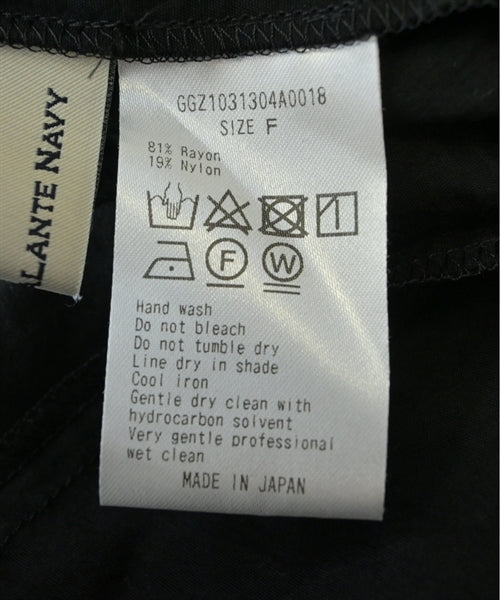 GGZ1031304A0018
SIZE F
81% Rayon
19% Nylon
F W
Hand wash
Do not bleach
Do not tumble dry
Line dry in shade
Cool iron
Gentle dry clean with
hydrocarbon solvent
Very gentle professional
wet clean
MADE IN JAPAN
ALANTE NAVY